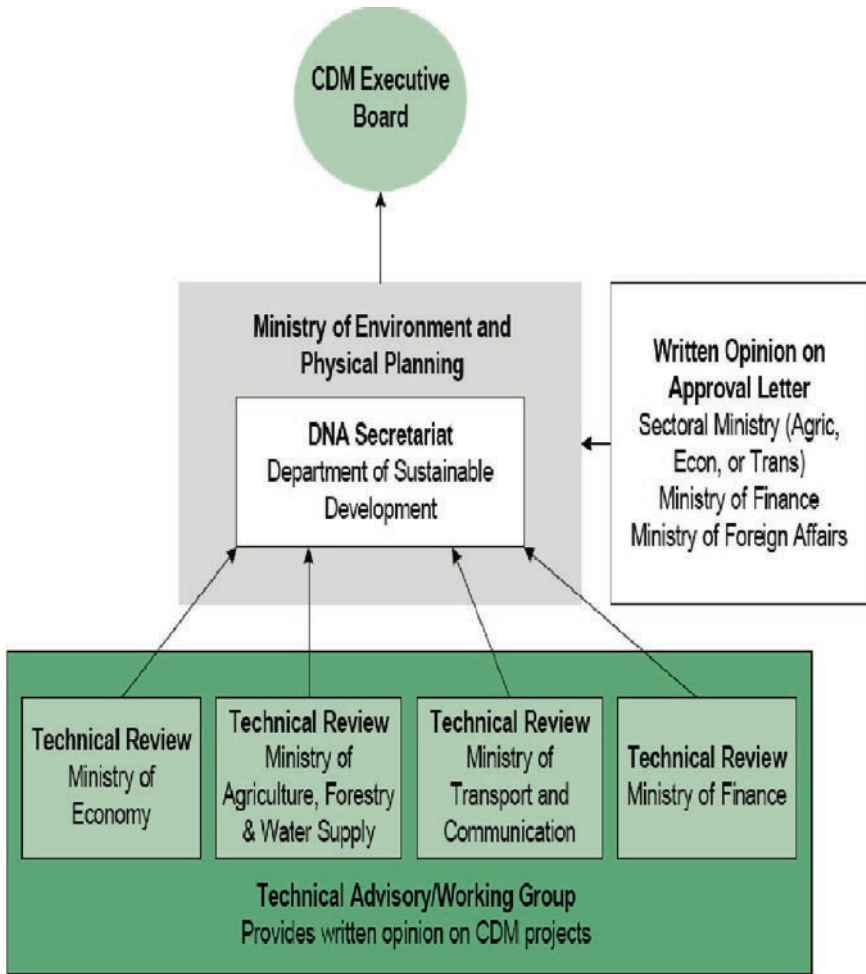 CDM Executive
Board
Ministry of Environment and
Physical Planning
DNA Secretariat
Department of Sustainable
Development
Written Opinion on
Approval Letter
Sectoral Ministry (Agric,
Econ, or Trans)
Ministry of Finance
Ministry of Foreign Affairs
Technical Review
Ministry of
Economy
Technical Review
Ministry of
Agriculture, Forestry
& Water Supply
Technical Review
Ministry of
Transport and
Communication
Technical Review
Ministry of Finance
Technical Advisory/Working Group
Provides written opinion on CDM projects